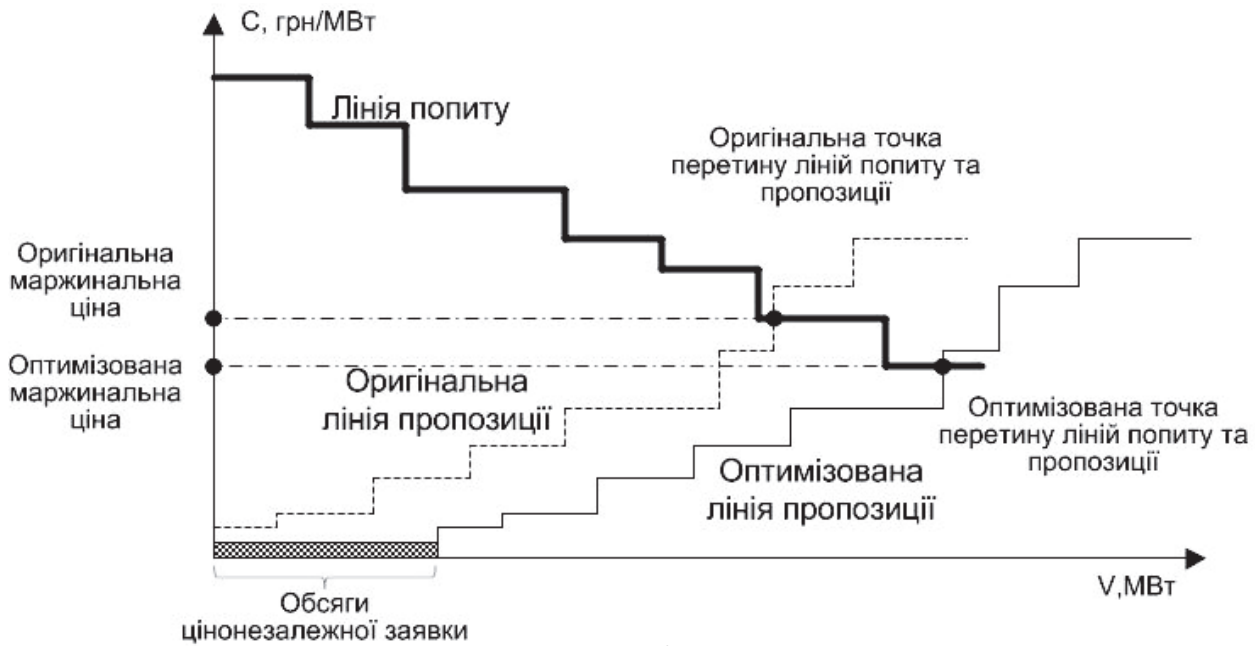 С, грн/МВт
Лінія попиту
Оригінальна точка
перетину ліній попиту та
пропозиції
Оригінальна
маржинальна
ціна
Оптимізована
маржинальна
ціна
Оригінальна
лінія пропозиції
Оптимізована точка
перетину ліній попиту та
пропозиції
Оптимізована
лінія пропозиції
V,МВт
Обсяги
цінонезалежної заявки